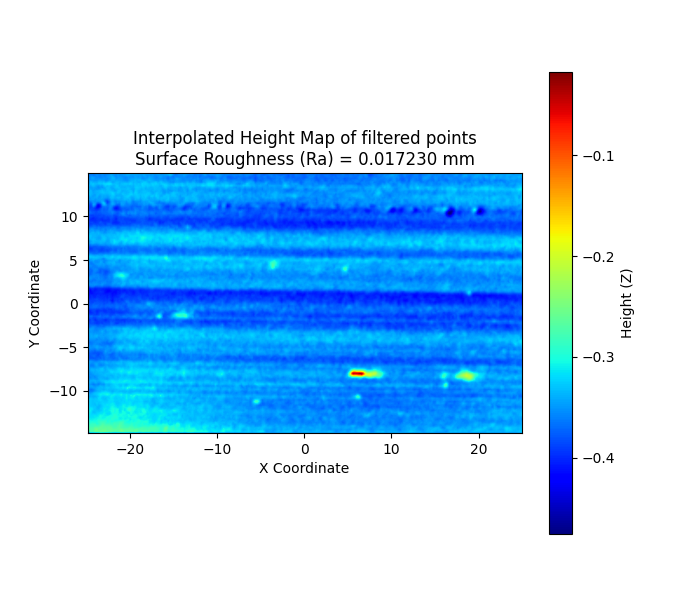 Interpolated Height Map of filtered points
Surface Roughness (Ra) = 0.017230 mm
10
5
0
−5
−10
Y Coordinate
−20
−10
0
10
20
X Coordinate
−0.1
−0.2
−0.3
−0.4
Height (Z)